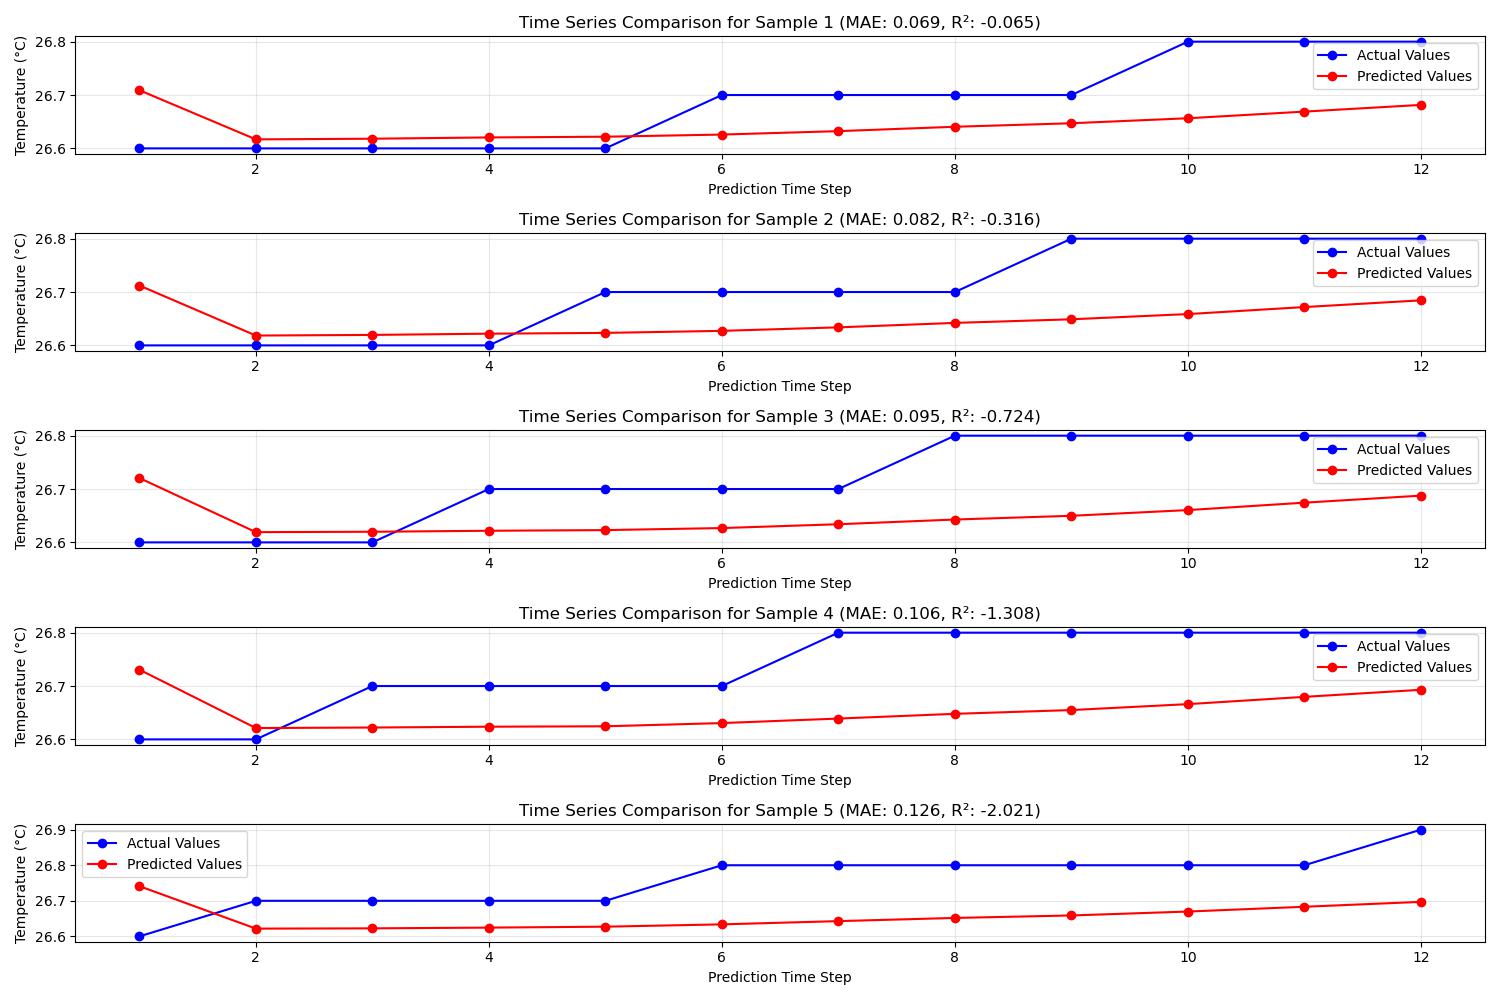 Time Series Comparison for Sample 1 (MAE: 0.069, R²: -0.065)
Temperature (°C)
26.8
26.7
26.6
Actual Values
Predicted Values
2 4 6 8 10 12
Prediction Time Step
Time Series Comparison for Sample 2 (MAE: 0.082, R²: -0.316)
Temperature (°C)
26.8
26.7
26.6
Actual Values
Predicted Values
2 4 6 8 10 12
Prediction Time Step
Time Series Comparison for Sample 3 (MAE: 0.095, R²: -0.724)
Temperature (°C)
26.8
26.7
26.6
Actual Values
Predicted Values
2 4 6 8 10 12
Prediction Time Step
Time Series Comparison for Sample 4 (MAE: 0.106, R²: -1.308)
Temperature (°C)
26.8
26.7
26.6
Actual Values
Predicted Values
2 4 6 8 10 12
Prediction Time Step
Time Series Comparison for Sample 5 (MAE: 0.126, R²: -2.021)
Temperature (°C)
26.9
26.8
26.7
26.6
Actual Values
Predicted Values
2 4 6 8 10 12
Prediction Time Step